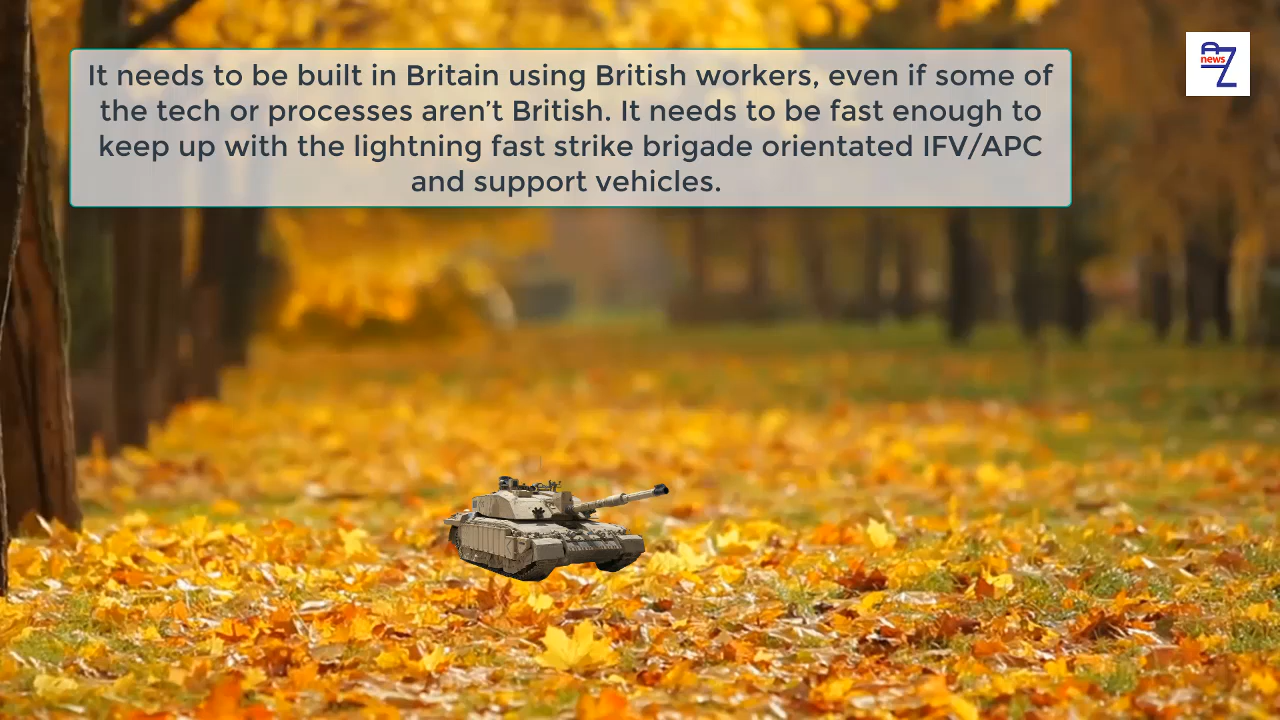 It needs to be built in Britain using British workers, even if some of
the tech or processes aren’t British. It needs to be fast enough to
keep up with the lightning fast strike brigade orientated IFV/APC
and support vehicles.
AZ
news